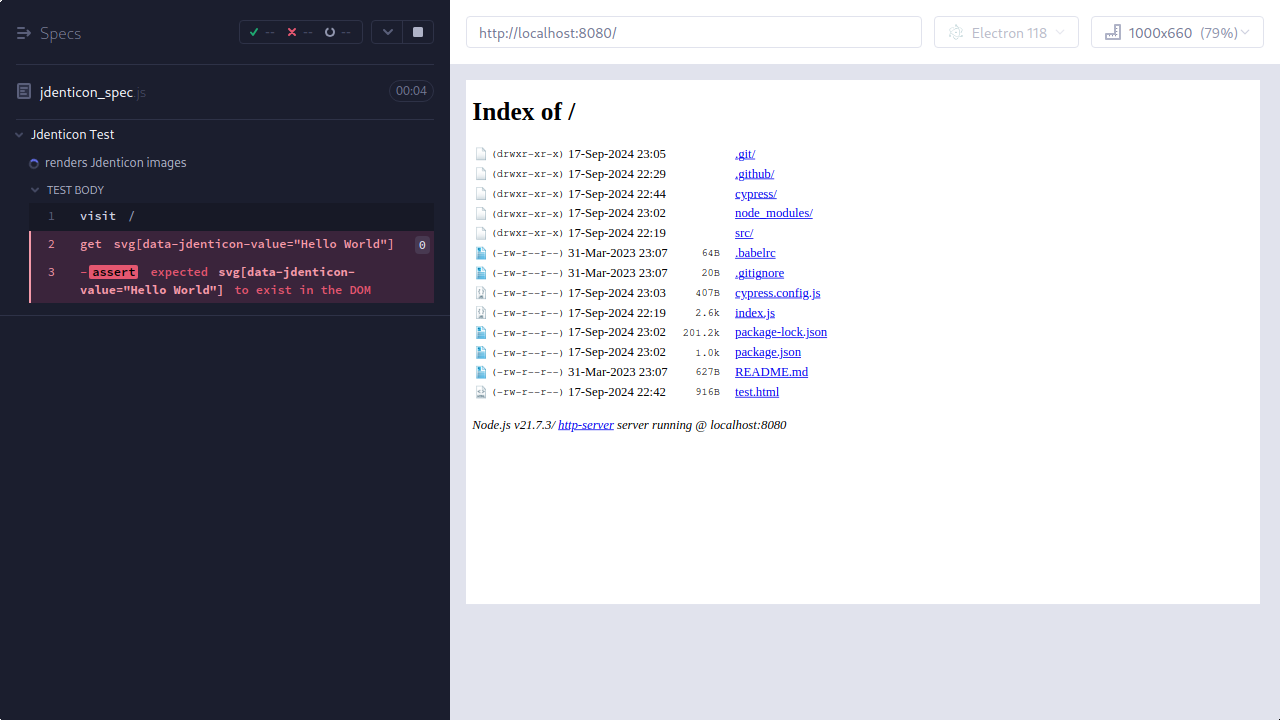 Specs
-- -- --
jdenticon_spec.js
00:04
Jdenticon Test
renders Jdenticon images
TEST BODY
1 visit /
2 get svg[data-jdenticon-value="Hello World"] 0
3 -assert expected svg[data-jdenticon-
value="Hello World"] to exist in the DOM
http://localhost:8080/
Electron 118
1000x660 (79%)
Index of /
(drwxr-xr-x) 17-Sep-2024 23:05 .git/
(drwxr-xr-x) 17-Sep-2024 22:29 .github/
(drwxr-xr-x) 17-Sep-2024 22:44 cypress/
(drwxr-xr-x) 17-Sep-2024 23:02 node_modules/
(drwxr-xr-x) 17-Sep-2024 22:19 src/
(-rw-r--r--) 31-Mar-2023 23:07 64B .babelrc
(-rw-r--r--) 31-Mar-2023 23:07 20B .gitignore
(-rw-r--r--) 17-Sep-2024 23:03 407B cypress.config.js
(-rw-r--r--) 17-Sep-2024 22:19 2.6k index.js
(-rw-r--r--) 17-Sep-2024 23:02 201.2k package-lock.json
(-rw-r--r--) 17-Sep-2024 23:02 1.0k package.json
(-rw-r--r--) 31-Mar-2023 23:07 627B README.md
(-rw-r--r--) 17-Sep-2024 22:42 916B test.html
Node.js v21.7.3/ http-server server running @ localhost:8080